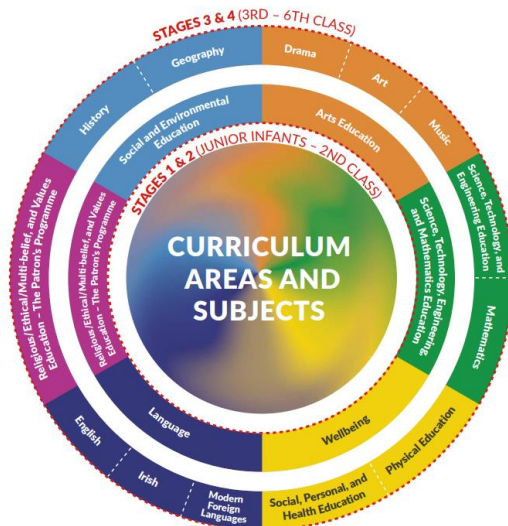 STAGES 3 & 4 (3RD – 6TH CLASS)
History
Geography
Drama
Art
Music
Science, Technology, and
Engineering Education
Mathematics
Physical Education
Social, Personal, and
Health Education
Modern
Foreign
Languages
Irish
English
Religious/Ethical/Multi-belief, and Values
Education – The Patron's Programme
Social and Environmental
Education
Arts Education
Science, Technology, Engineering,
and Mathematics Education
Wellbeing
Language
Religious/Ethical/Multi-belief, and Values
Education – The Patron's Programme
STAGES 1 & 2 (JUNIOR INFANTS – 2ND CLASS)
CURRICULUM
AREAS AND
SUBJECTS